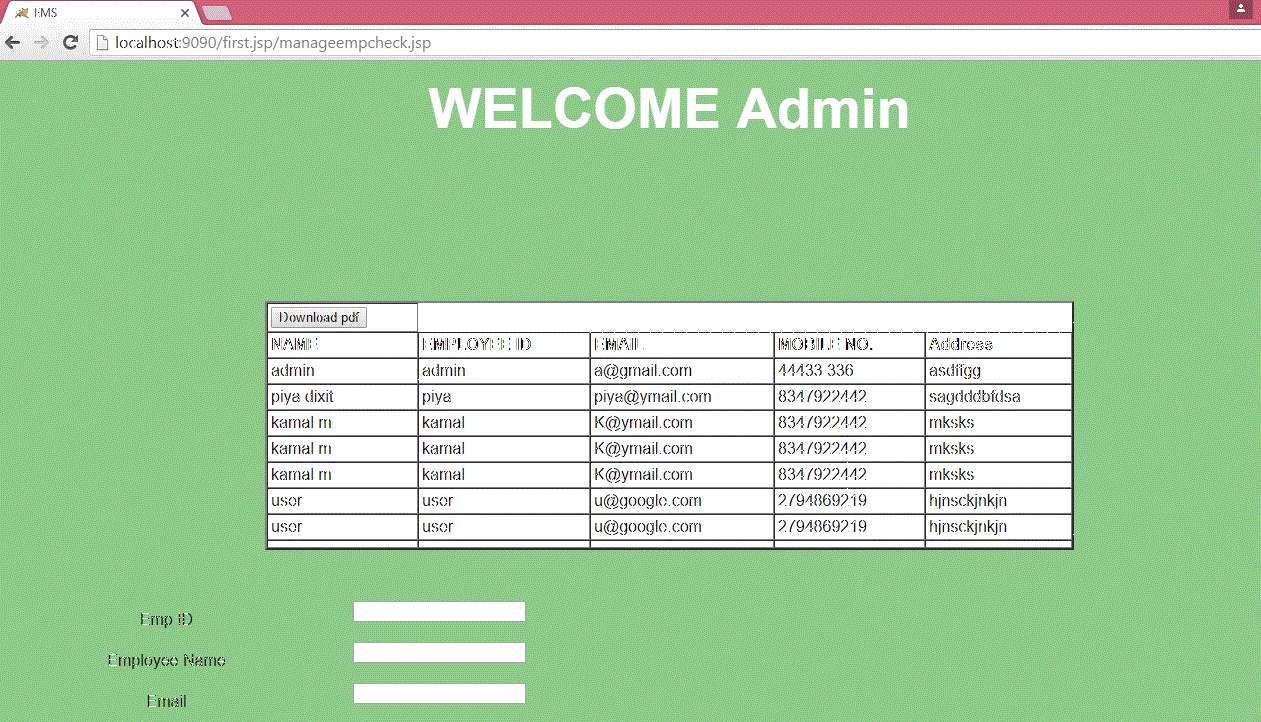 EMS
localhost:9090/first.jsp/manageempcheck.jsp
WELCOME Admin
Download pdf
NAME EMPLOYEE ID EMAIL MOBILE NO. Address
admin admin a@gmail.com 44433 336 asdfigg
piya dixit piya piya@ymail.com 8347922442 sagdddbfdsa
kamal m kamal K@ymail.com 8347922442 mksks
kamal m kamal K@ymail.com 8347922442 mksks
kamal m kamal K@ymail.com 8347922442 mksks
user user u@google.com 2794869219 hjnsckjnkjn
user user u@google.com 2794869219 hjnsckjnkjn
Emp ID
Employee Name
Email